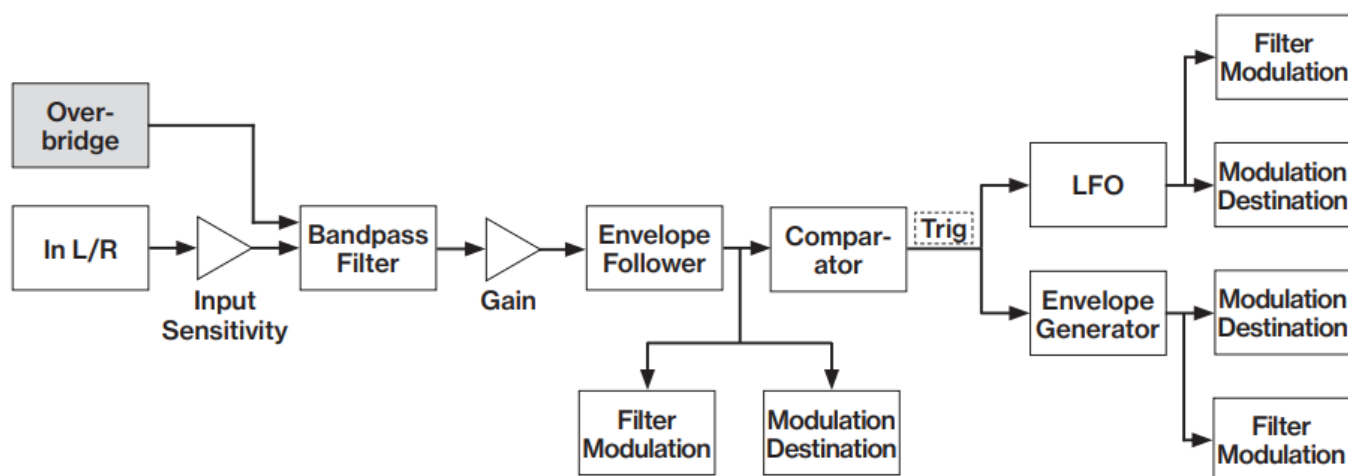 Over-
bridge
In L/R
Input
Sensitivity
Bandpass
Filter
Gain
Envelope
Follower
Filter
Modulation
Modulation
Destination
Compar-
ator
Trig
LFO
Filter
Modulation
Modulation
Destination
Envelope
Generator
Modulation
Destination
Filter
Modulation